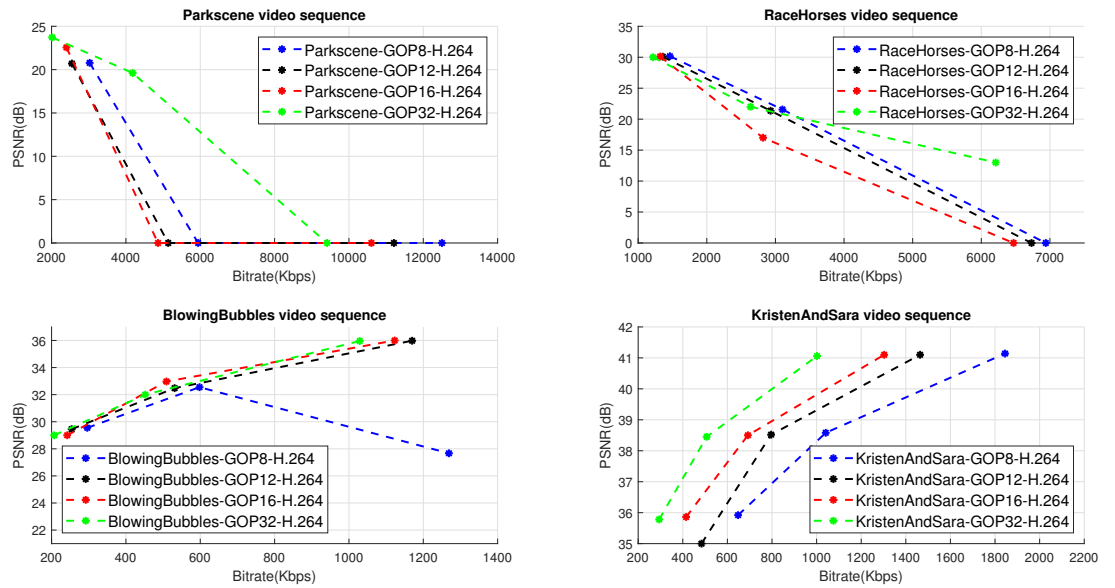 Parkscene video sequence
25
20
15
10
5
0
PSNR(dB)
2000 4000 6000 8000 10000 12000 14000
Bitrate(Kbps)
Parkscene-GOP8-H.264
Parkscene-GOP12-H.264
Parkscene-GOP16-H.264
Parkscene-GOP32-H.264
RaceHorses video sequence
35
30
25
20
15
10
5
0
PSNR(dB)
1000 2000 3000 4000 5000 6000 7000
Bitrate(Kbps)
RaceHorses-GOP8-H.264
RaceHorses-GOP12-H.264
RaceHorses-GOP16-H.264
RaceHorses-GOP32-H.264
BlowingBubbles video sequence
36
34
32
30
28
26
24
22
PSNR(dB)
200 400 600 800 1000 1200 1400
Bitrate(Kbps)
BlowingBubbles-GOP8-H.264
BlowingBubbles-GOP12-H.264
BlowingBubbles-GOP16-H.264
BlowingBubbles-GOP32-H.264
KristenAndSara video sequence
42
41
40
39
38
37
36
35
PSNR(dB)
200 400 600 800 1000 1200 1400 1600 1800 2000 2200
Bitrate(Kbps)
KristenAndSara-GOP8-H.264
KristenAndSara-GOP12-H.264
KristenAndSara-GOP16-H.264
KristenAndSara-GOP32-H.264